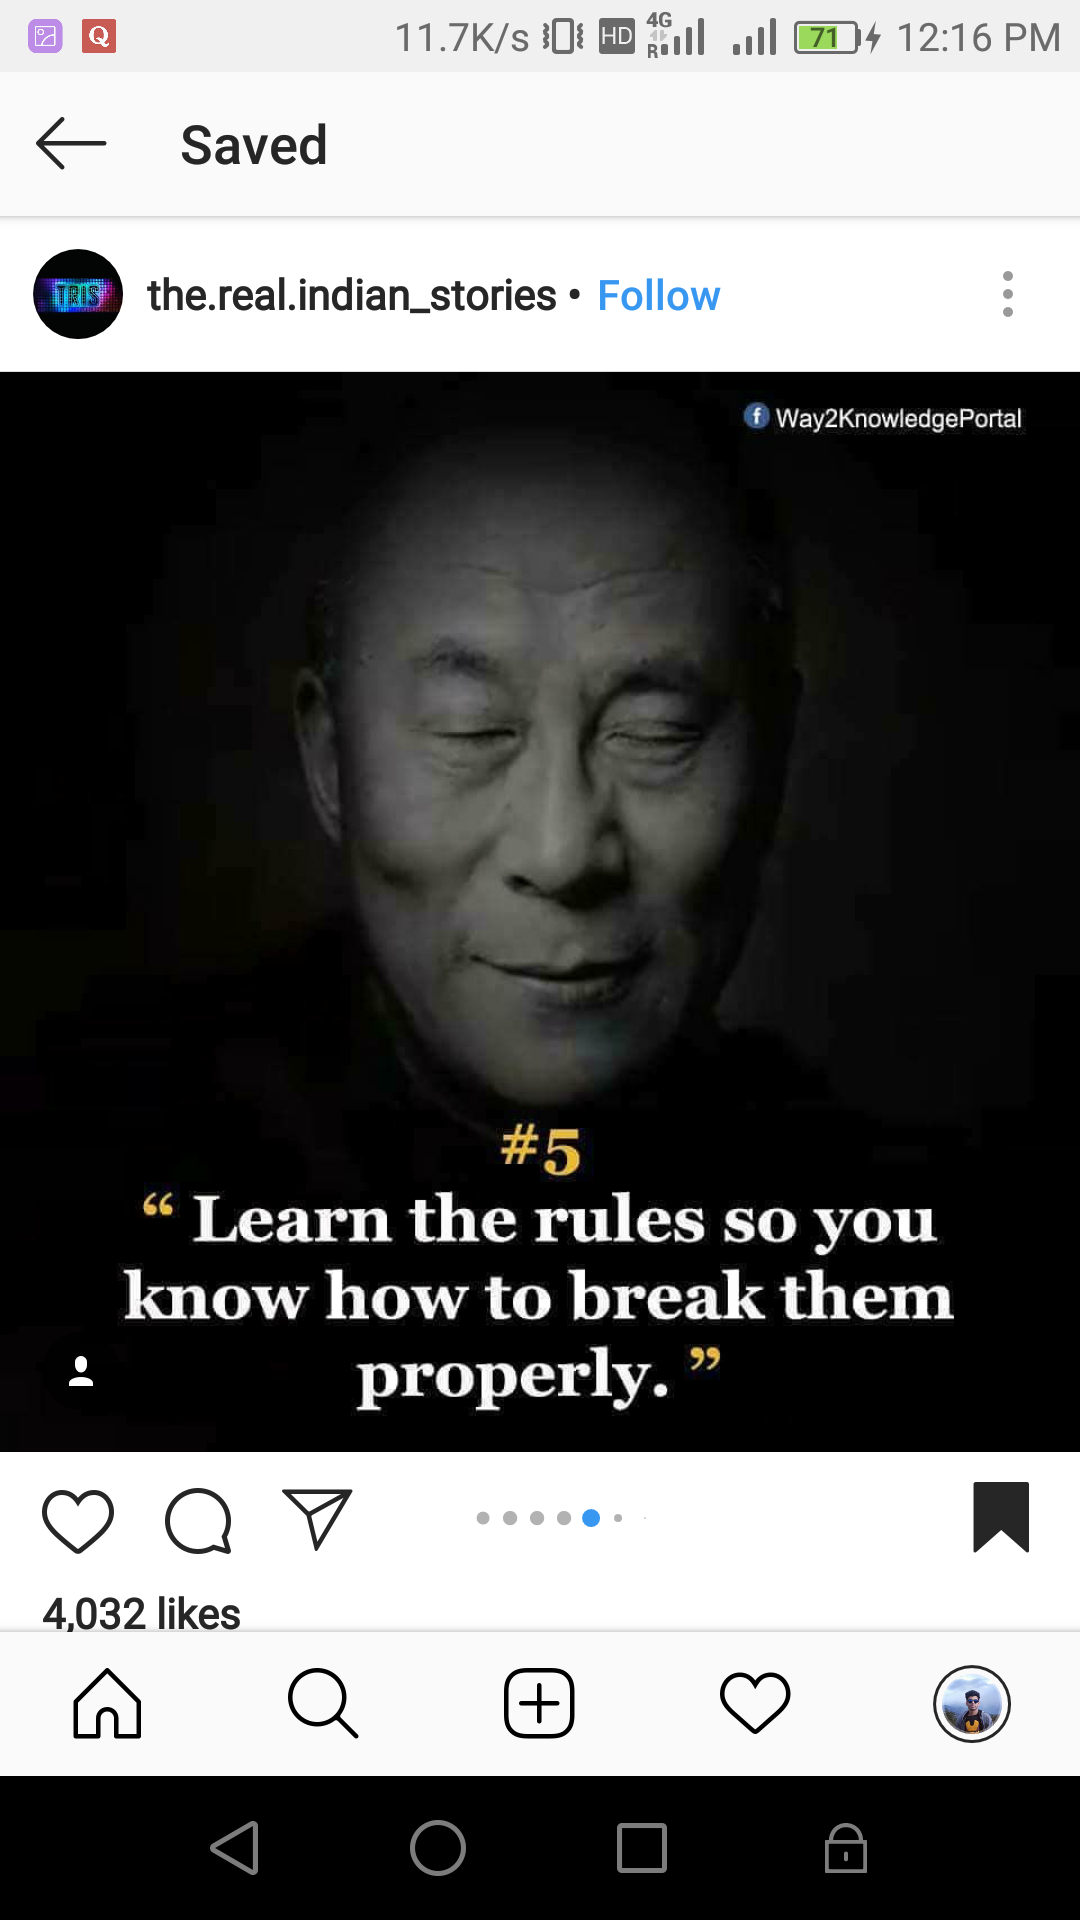 11.7K/s HD 4G R 71 12:16 PM
Saved
TRIS
the.real.indian_stories • Follow
f Way2KnowledgePortal
#5
“ Learn the rules so you
know how to break them
properly. ”
4,032 likes